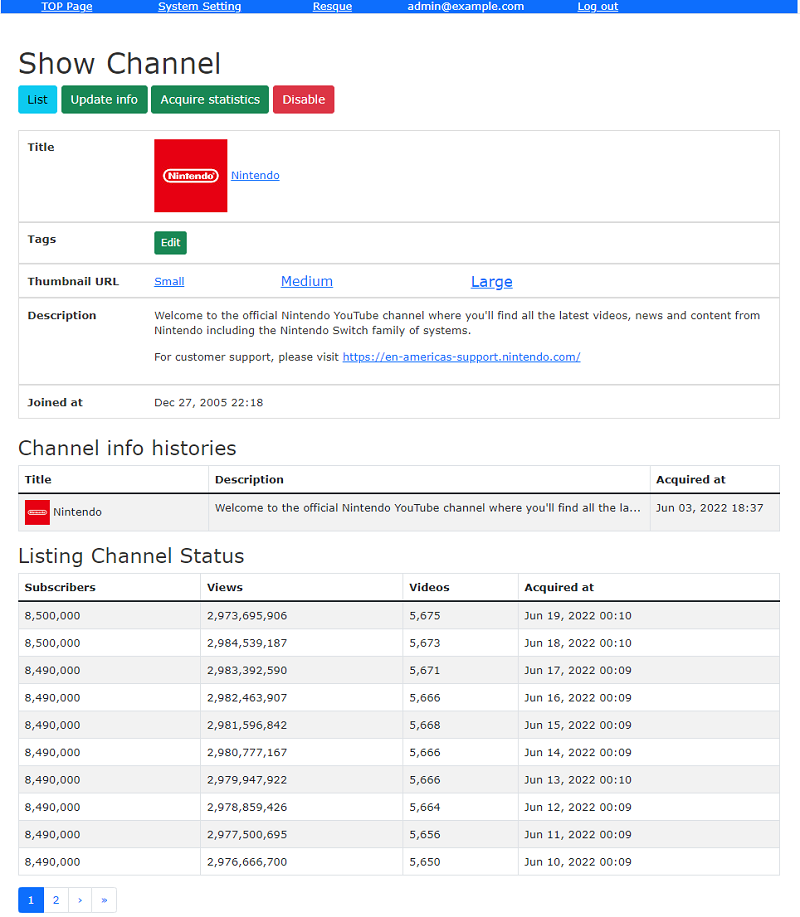 TOP Page System Setting Resque admin@example.com Log out
Show Channel
List Update info Acquire statistics Disable
Title Nintendo Nintendo
Tags Edit
Thumbnail URL Small Medium Large
Description Welcome to the official Nintendo YouTube channel where you'll find all the latest videos, news and content from
Nintendo including the Nintendo Switch family of systems.
For customer support, please visit https://en-americas-support.nintendo.com/
Joined at Dec 27, 2005 22:18
Channel info histories
Title Description Acquired at
Nintendo Nintendo Welcome to the official Nintendo YouTube channel where you'll find all the la... Jun 03, 2022 18:37
Listing Channel Status
Subscribers Views Videos Acquired at
8,500,000 2,973,695,906 5,675 Jun 19, 2022 00:10
8,500,000 2,984,539,187 5,673 Jun 18, 2022 00:10
8,490,000 2,983,392,590 5,671 Jun 17, 2022 00:09
8,490,000 2,982,463,907 5,666 Jun 16, 2022 00:09
8,490,000 2,981,596,842 5,668 Jun 15, 2022 00:09
8,490,000 2,980,777,167 5,666 Jun 14, 2022 00:09
8,490,000 2,979,947,922 5,666 Jun 13, 2022 00:10
8,490,000 2,978,859,426 5,664 Jun 12, 2022 00:09
8,490,000 2,977,500,695 5,656 Jun 11, 2022 00:09
8,490,000 2,976,666,700 5,650 Jun 10, 2022 00:09
1 2 › »